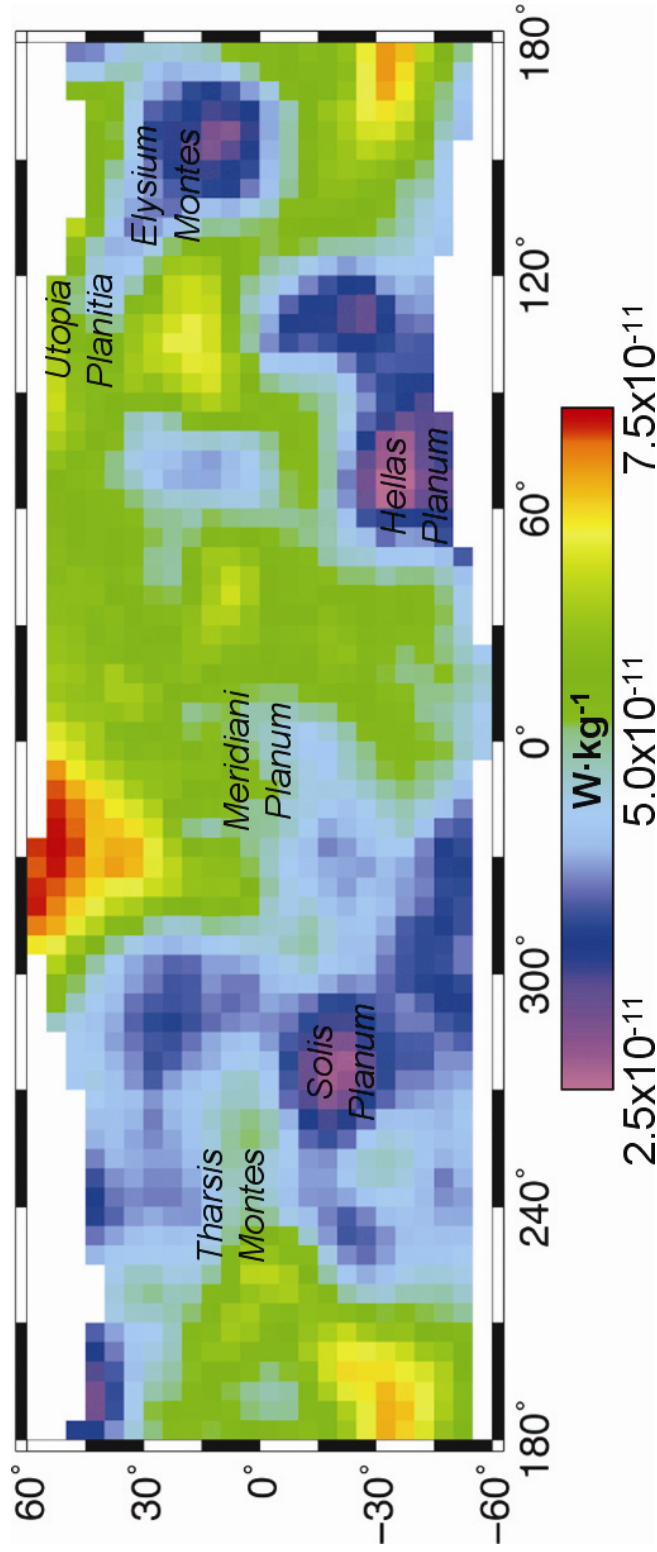 60°
30°
0°
−30°
−60°
180°
240°
300°
0°
60°
120°
180°
Tharsis
Montes
Solis
Planum
Meridiani
Planum
Utopia
Planitia
Elysium
Montes
Hellas
Planum
W·kg⁻¹
2.5x10⁻¹¹
5.0x10⁻¹¹
7.5x10⁻¹¹